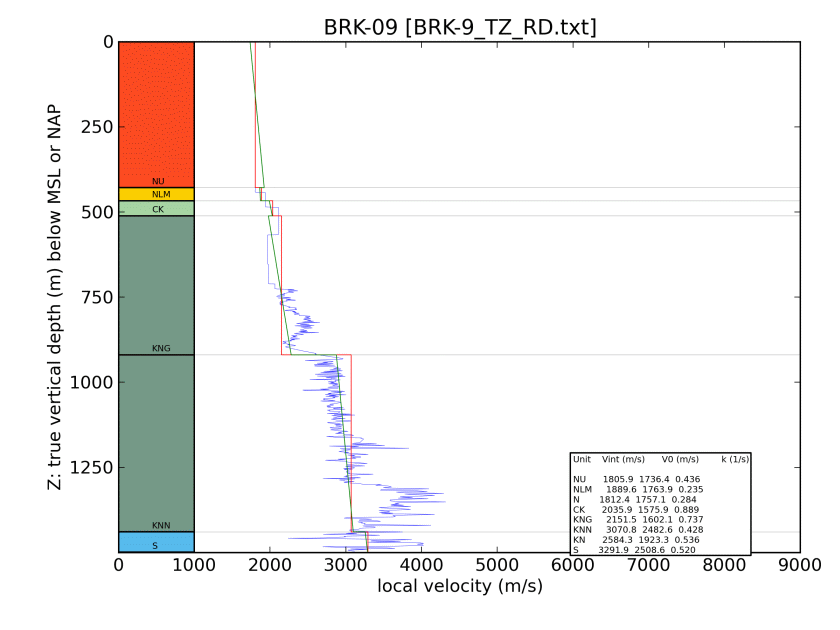 BRK-09 [BRK-9_TZ_RD.txt]
0
250
500
750
1000
1250
Z: true vertical depth (m) below MSL or NAP
NU
NLM
CK
KNG
KNN
S
Unit Vint (m/s) V0 (m/s) k (1/s)
NU 1805.9 1736.4 0.436
NLM 1889.6 1763.9 0.235
N 1812.4 1757.1 0.284
CK 2035.9 1575.9 0.889
KNG 2151.5 1602.1 0.737
KNN 3070.8 2482.6 0.428
KN 2584.3 1923.3 0.536
S 3291.9 2508.6 0.520
0 1000 2000 3000 4000 5000 6000 7000 8000 9000
local velocity (m/s)